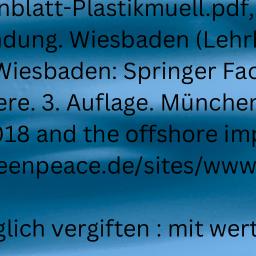 nblatt-Plastikmuell.pdf,
ndung. Wiesbaden (Lehr
Wiesbaden: Springer Fac
ere. 3. Auflage. München
018 and the offshore imp
eenpeace.de/sites/www
glich vergiften : mit wert